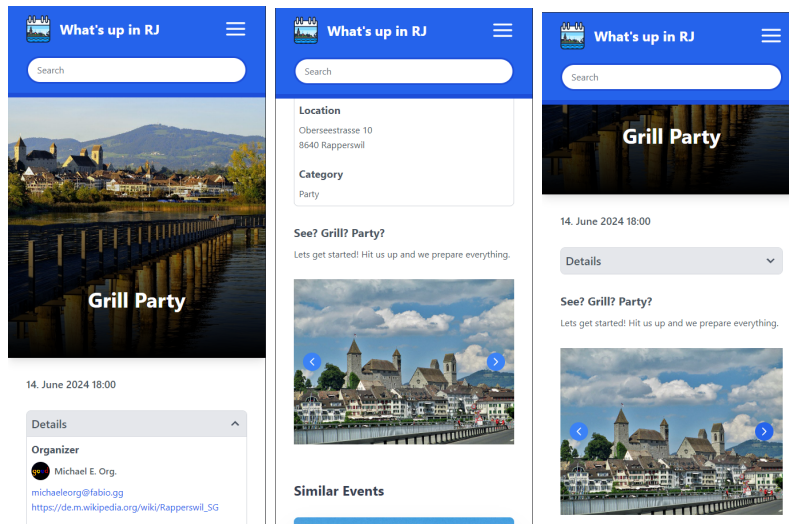 What's up in RJ
Search
Grill Party
14. June 2024 18:00
Details
Organizer
Michael E. Org.
michaeleorg@fabio.gg
https://de.m.wikipedia.org/wiki/Rapperswil_SG
What's up in RJ
Search
Location
Oberseestrasse 10
8640 Rapperswil
Category
Party
See? Grill? Party?
Lets get started! Hit us up and we prepare everything.
Similar Events
What's up in RJ
Search
Grill Party
14. June 2024 18:00
Details
See? Grill? Party?
Lets get started! Hit us up and we prepare everything.